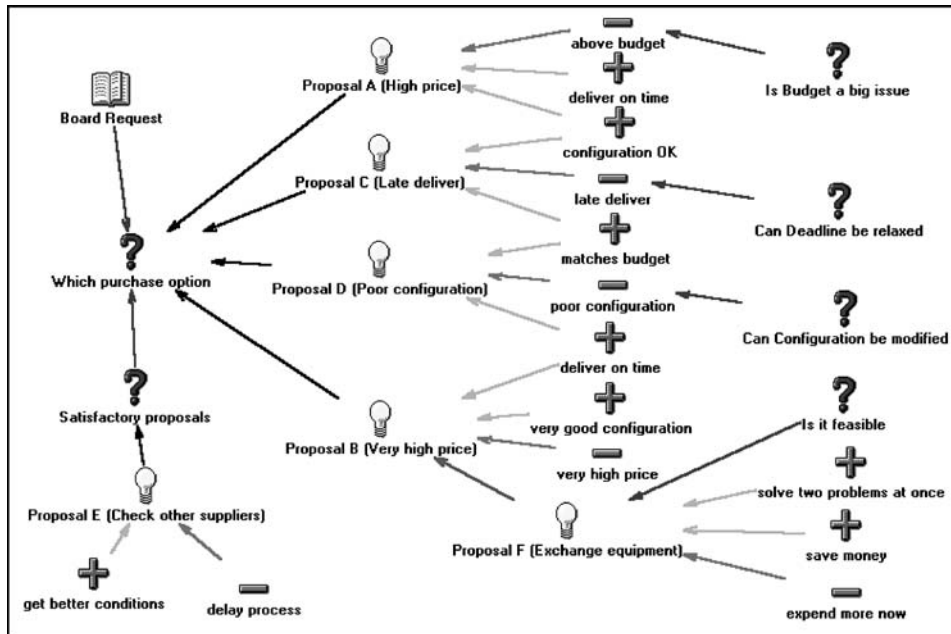 above budget
Is Budget a big issue
Proposal A (High price)
deliver on time
Board Request
configuration OK
Proposal C (Late deliver)
late deliver
Can Deadline be relaxed
matches budget
Which purchase option
Proposal D (Poor configuration)
poor configuration
Can Configuration be modified
deliver on time
Satisfactory proposals
very good configuration
Is it feasible
Proposal B (Very high price)
very high price
solve two problems at once
Proposal E (Check other suppliers)
Proposal F (Exchange equipment)
save money
get better conditions
delay process
expend more now